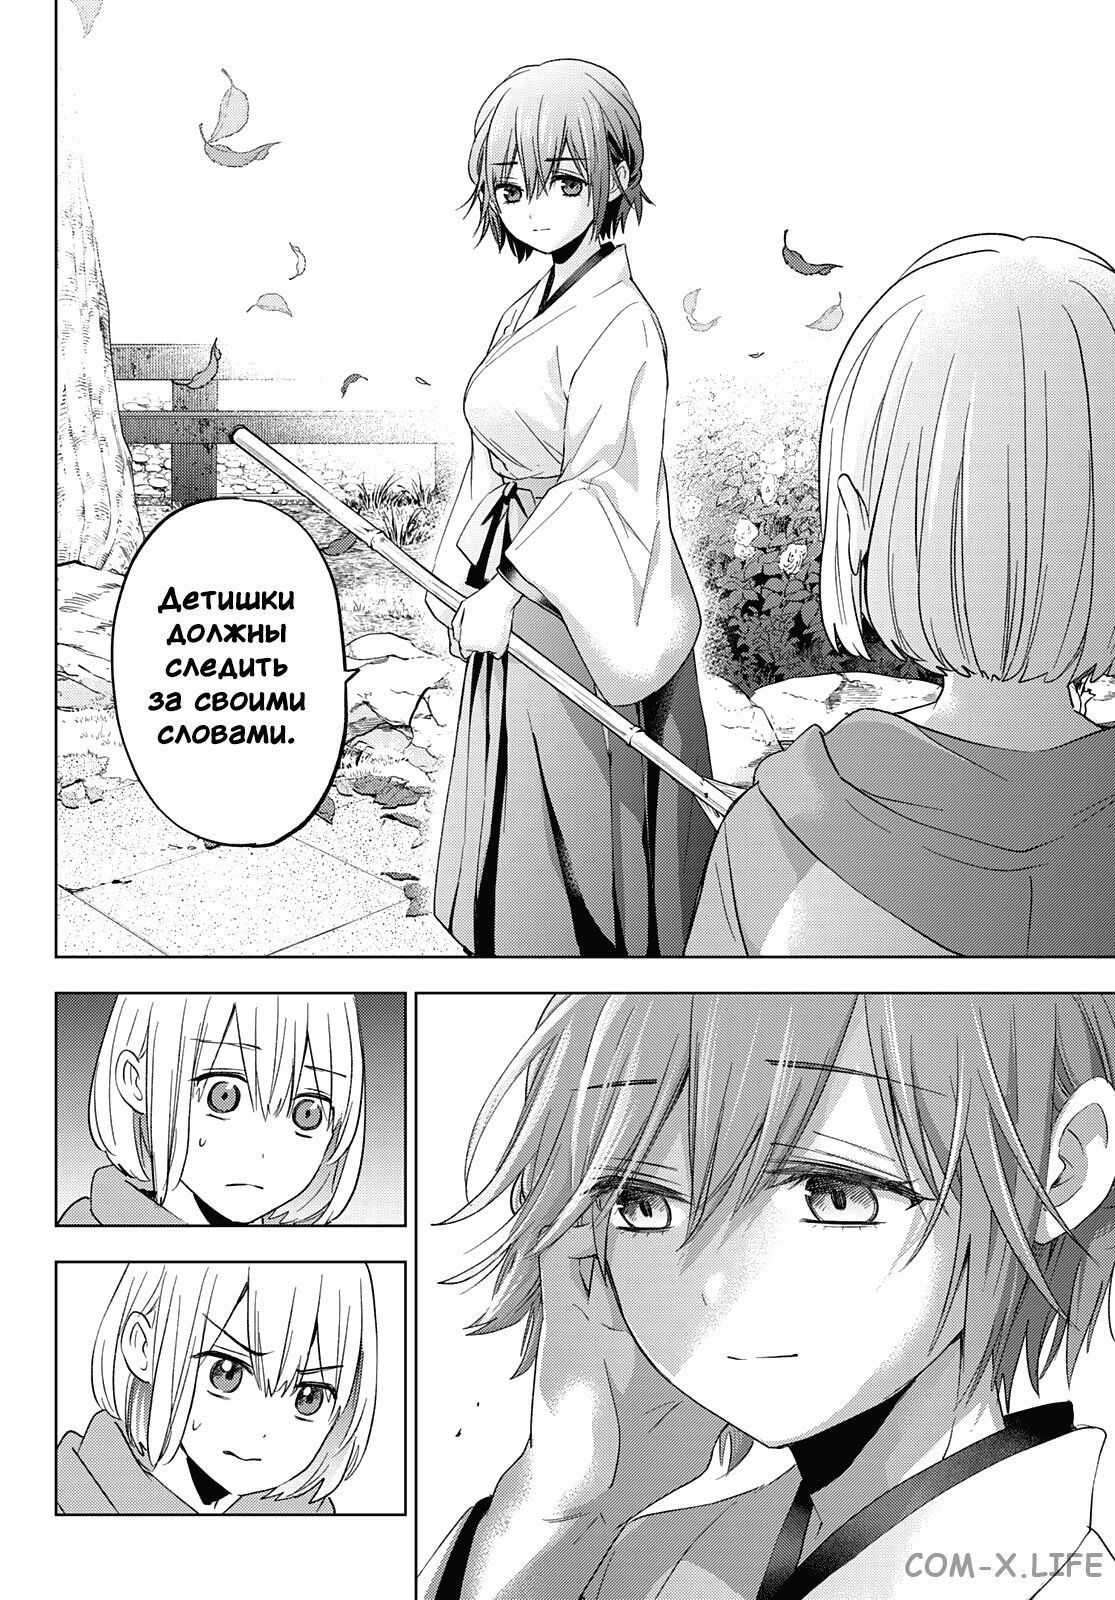 Детишки
должны
следить
за своими
словами.
COM-X.LIFE